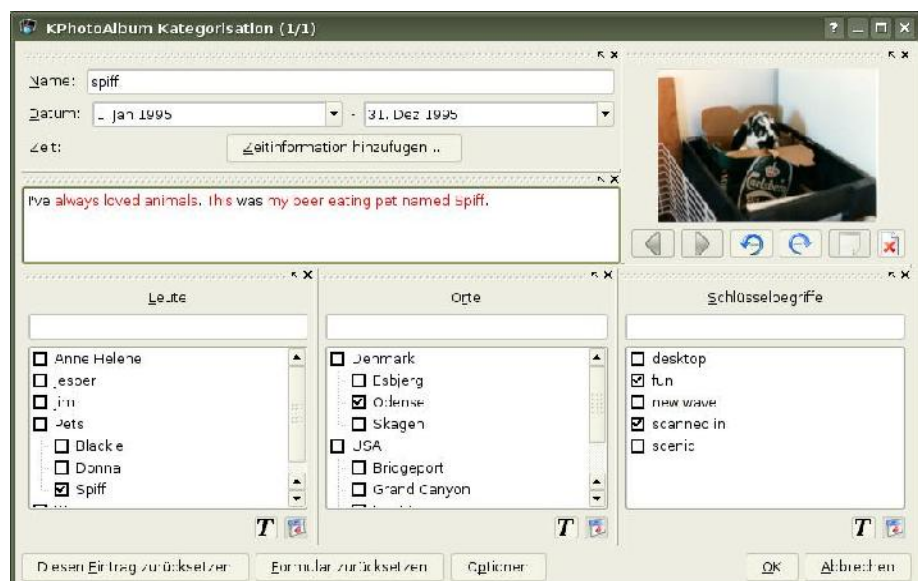 KPhotoAlbum Kategorisation (1/1)
Name: spiff
Datum: 1. Jan 1995 - 31. Dez 1995
Zeit: Zeitinformation hinzufügen ..
I've always loved animals. This was my beer eating pet named Spiff.
Carlsberg
Leute
Anne Helene
Jesper
Jim
Pets
Blackie
Donna
Spiff
Orte
Denmark
Esbjerg
Odense
Skagen
USA
Bridgeport
Grand Canyon
Schlüsselbegriffe
desktop
fun
new wave
scanned in
scenic
T
T
T
Diesen Eintrag zurücksetzen Formular zurücksetzen Optionen OK Abbrechen